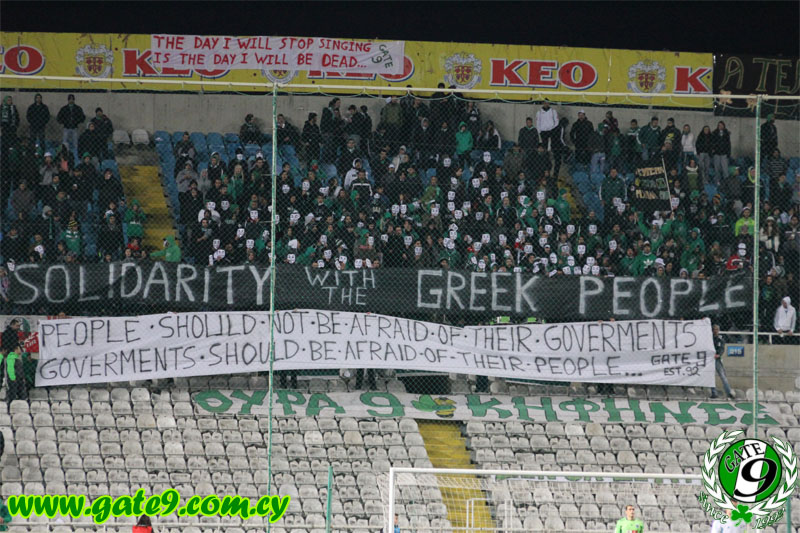 THE DAY I WILL STOP SINGING
IS THE DAY I WILL BE DEAD...
GATE 9
KEO KEO KEO K
SOLIDARITY WITH THE GREEK PEOPLE
PEOPLE·SHOULD·NOT·BE·AFRAID·OF·THEIR·GOVERMENTS
GOVERMENTS·SHOULD·BE·AFRAID·OF·THEIR·PEOPLE...
GATE 9
EST. 92
ΘΥΡΑ 9 ΚΗΦΗΝΕΣ
www.gate9.com.cy
GATE
9